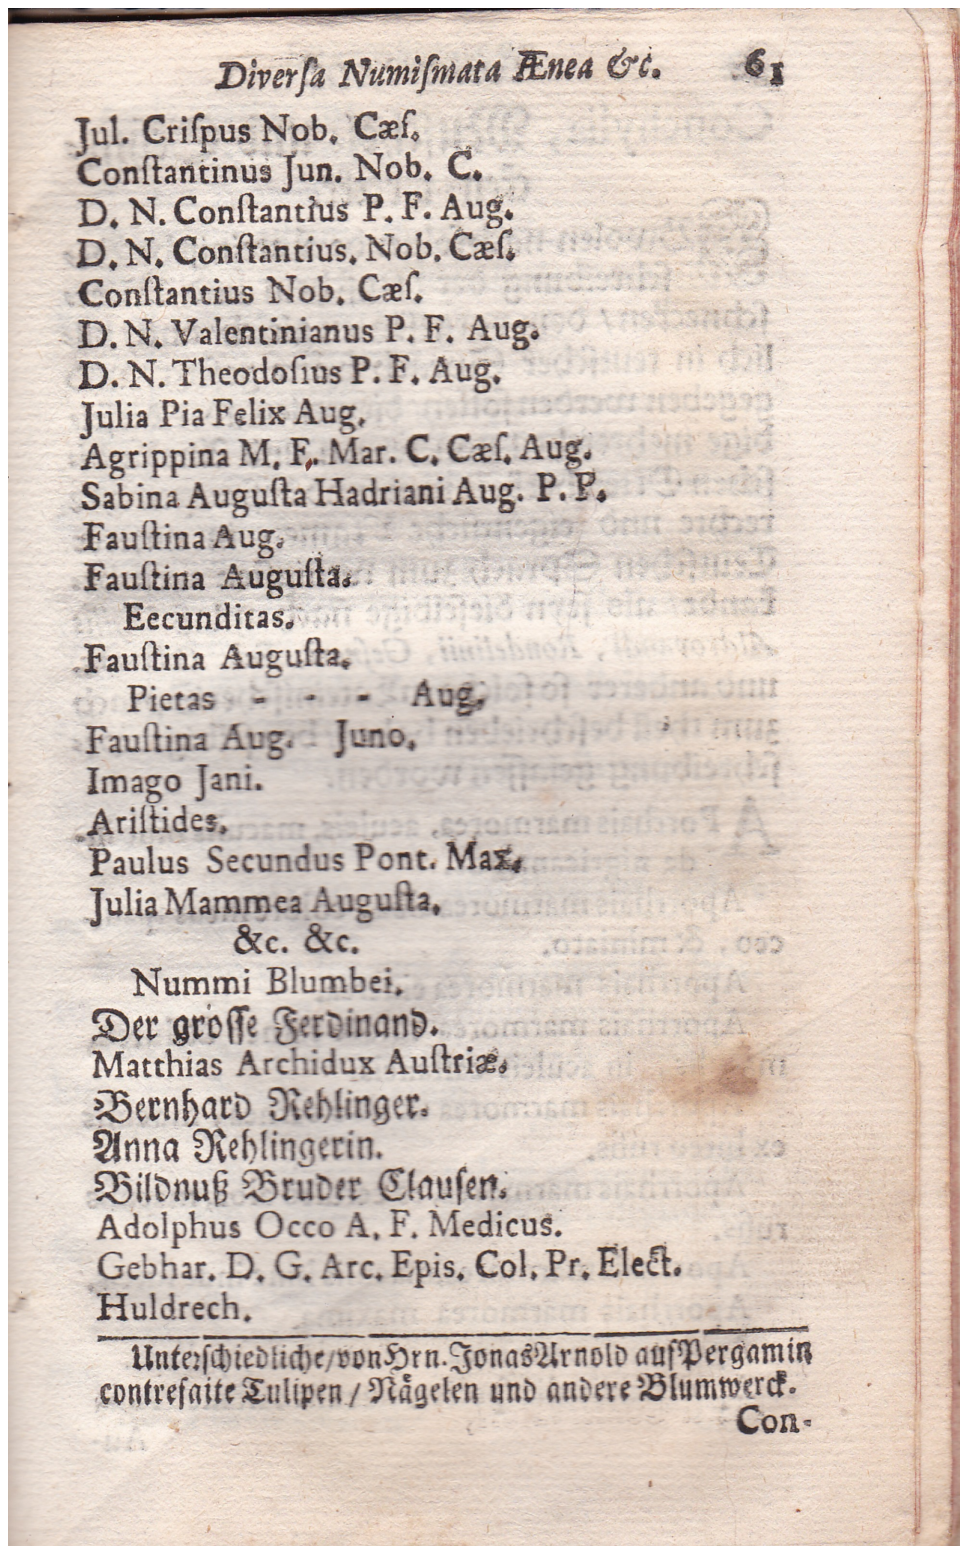 Diverſa Numiſmata Ænea &c. 61
Jul. Criſpus Nob. Cæſ.
Conſtantinus Jun. Nob. C.
D. N. Conſtantius P. F. Aug.
D. N. Conſtantius. Nob. Cæſ.
Conſtantius Nob. Cæſ.
D. N. Valentinianus P. F. Aug.
D. N. Theodoſius P. F. Aug.
Julia Pia Felix Aug.
Agrippina M. F. Mar. C. Cæſ. Aug.
Sabina Auguſta Hadriani Aug. P. P.
Fauſtina Aug.
Fauſtina Auguſta.
Eecunditas.
Fauſtina Auguſta.
Pietas - - - Aug.
Fauſtina Aug. Juno.
Imago Jani.
Ariſtides.
Paulus Secundus Pont. Max.
Julia Mammea Auguſta.
&c. &c.
Nummi Blumbei.
Der groſſe Ferdinand.
Matthias Archidux Auſtriæ.
Bernhard Rehlinger.
Anna Rehlingerin.
Bildnuß Bruder Clauſen.
Adolphus Occo A. F. Medicus.
Gebhar. D. G. Arc. Epis. Col. Pr. Elect.
Huldrech.
Unterſchiedliche/ von Hrn. Jonas Arnold auf Pergamin
contrefaite Tulipen / Nägelen und andere Blumwerck.
Con-